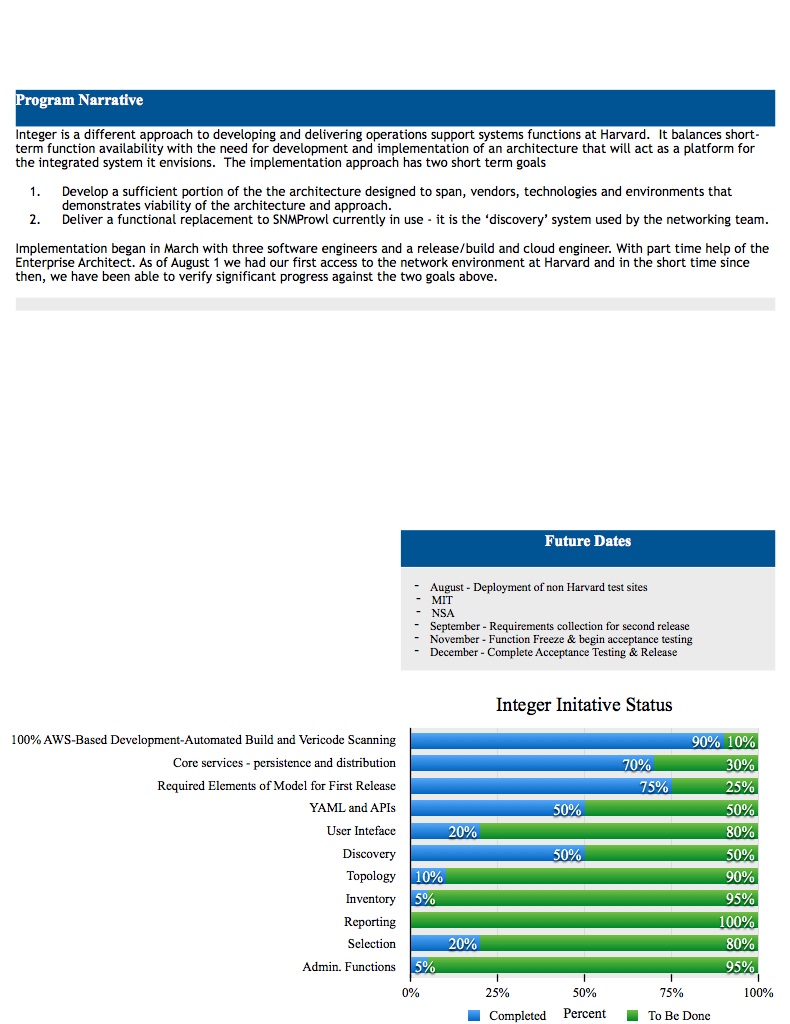 Program Narrative
Integer is a different approach to developing and delivering operations support systems functions at Harvard.  It balances short-
term function availability with the need for development and implementation of an architecture that will act as a platform for
the integrated system it envisions.  The implementation approach has two short term goals
1. Develop a sufficient portion of the the architecture designed to span, vendors, technologies and environments that
demonstrates viability of the architecture and approach.
2. Deliver a functional replacement to SNMProwl currently in use - it is the ‘discovery’ system used by the networking team.
Implementation began in March with three software engineers and a release/build and cloud engineer. With part time help of the
Enterprise Architect. As of August 1 we had our first access to the network environment at Harvard and in the short time since
then, we have been able to verify significant progress against the two goals above.
Future Dates
- August - Deployment of non Harvard test sites
- MIT
- NSA
- September - Requirements collection for second release
- November - Function Freeze & begin acceptance testing
- December - Complete Acceptance Testing & Release
Integer Initative Status
100% AWS-Based Development-Automated Build and Vericode Scanning 90% 10%
Core services - persistence and distribution 70% 30%
Required Elements of Model for First Release 75% 25%
YAML and APIs 50% 50%
User Inteface 20% 80%
Discovery 50% 50%
Topology 10% 90%
Inventory 5% 95%
Reporting 100%
Selection 20% 80%
Admin. Functions 5% 95%
0% 25% 50% 75% 100%
Completed Percent To Be Done